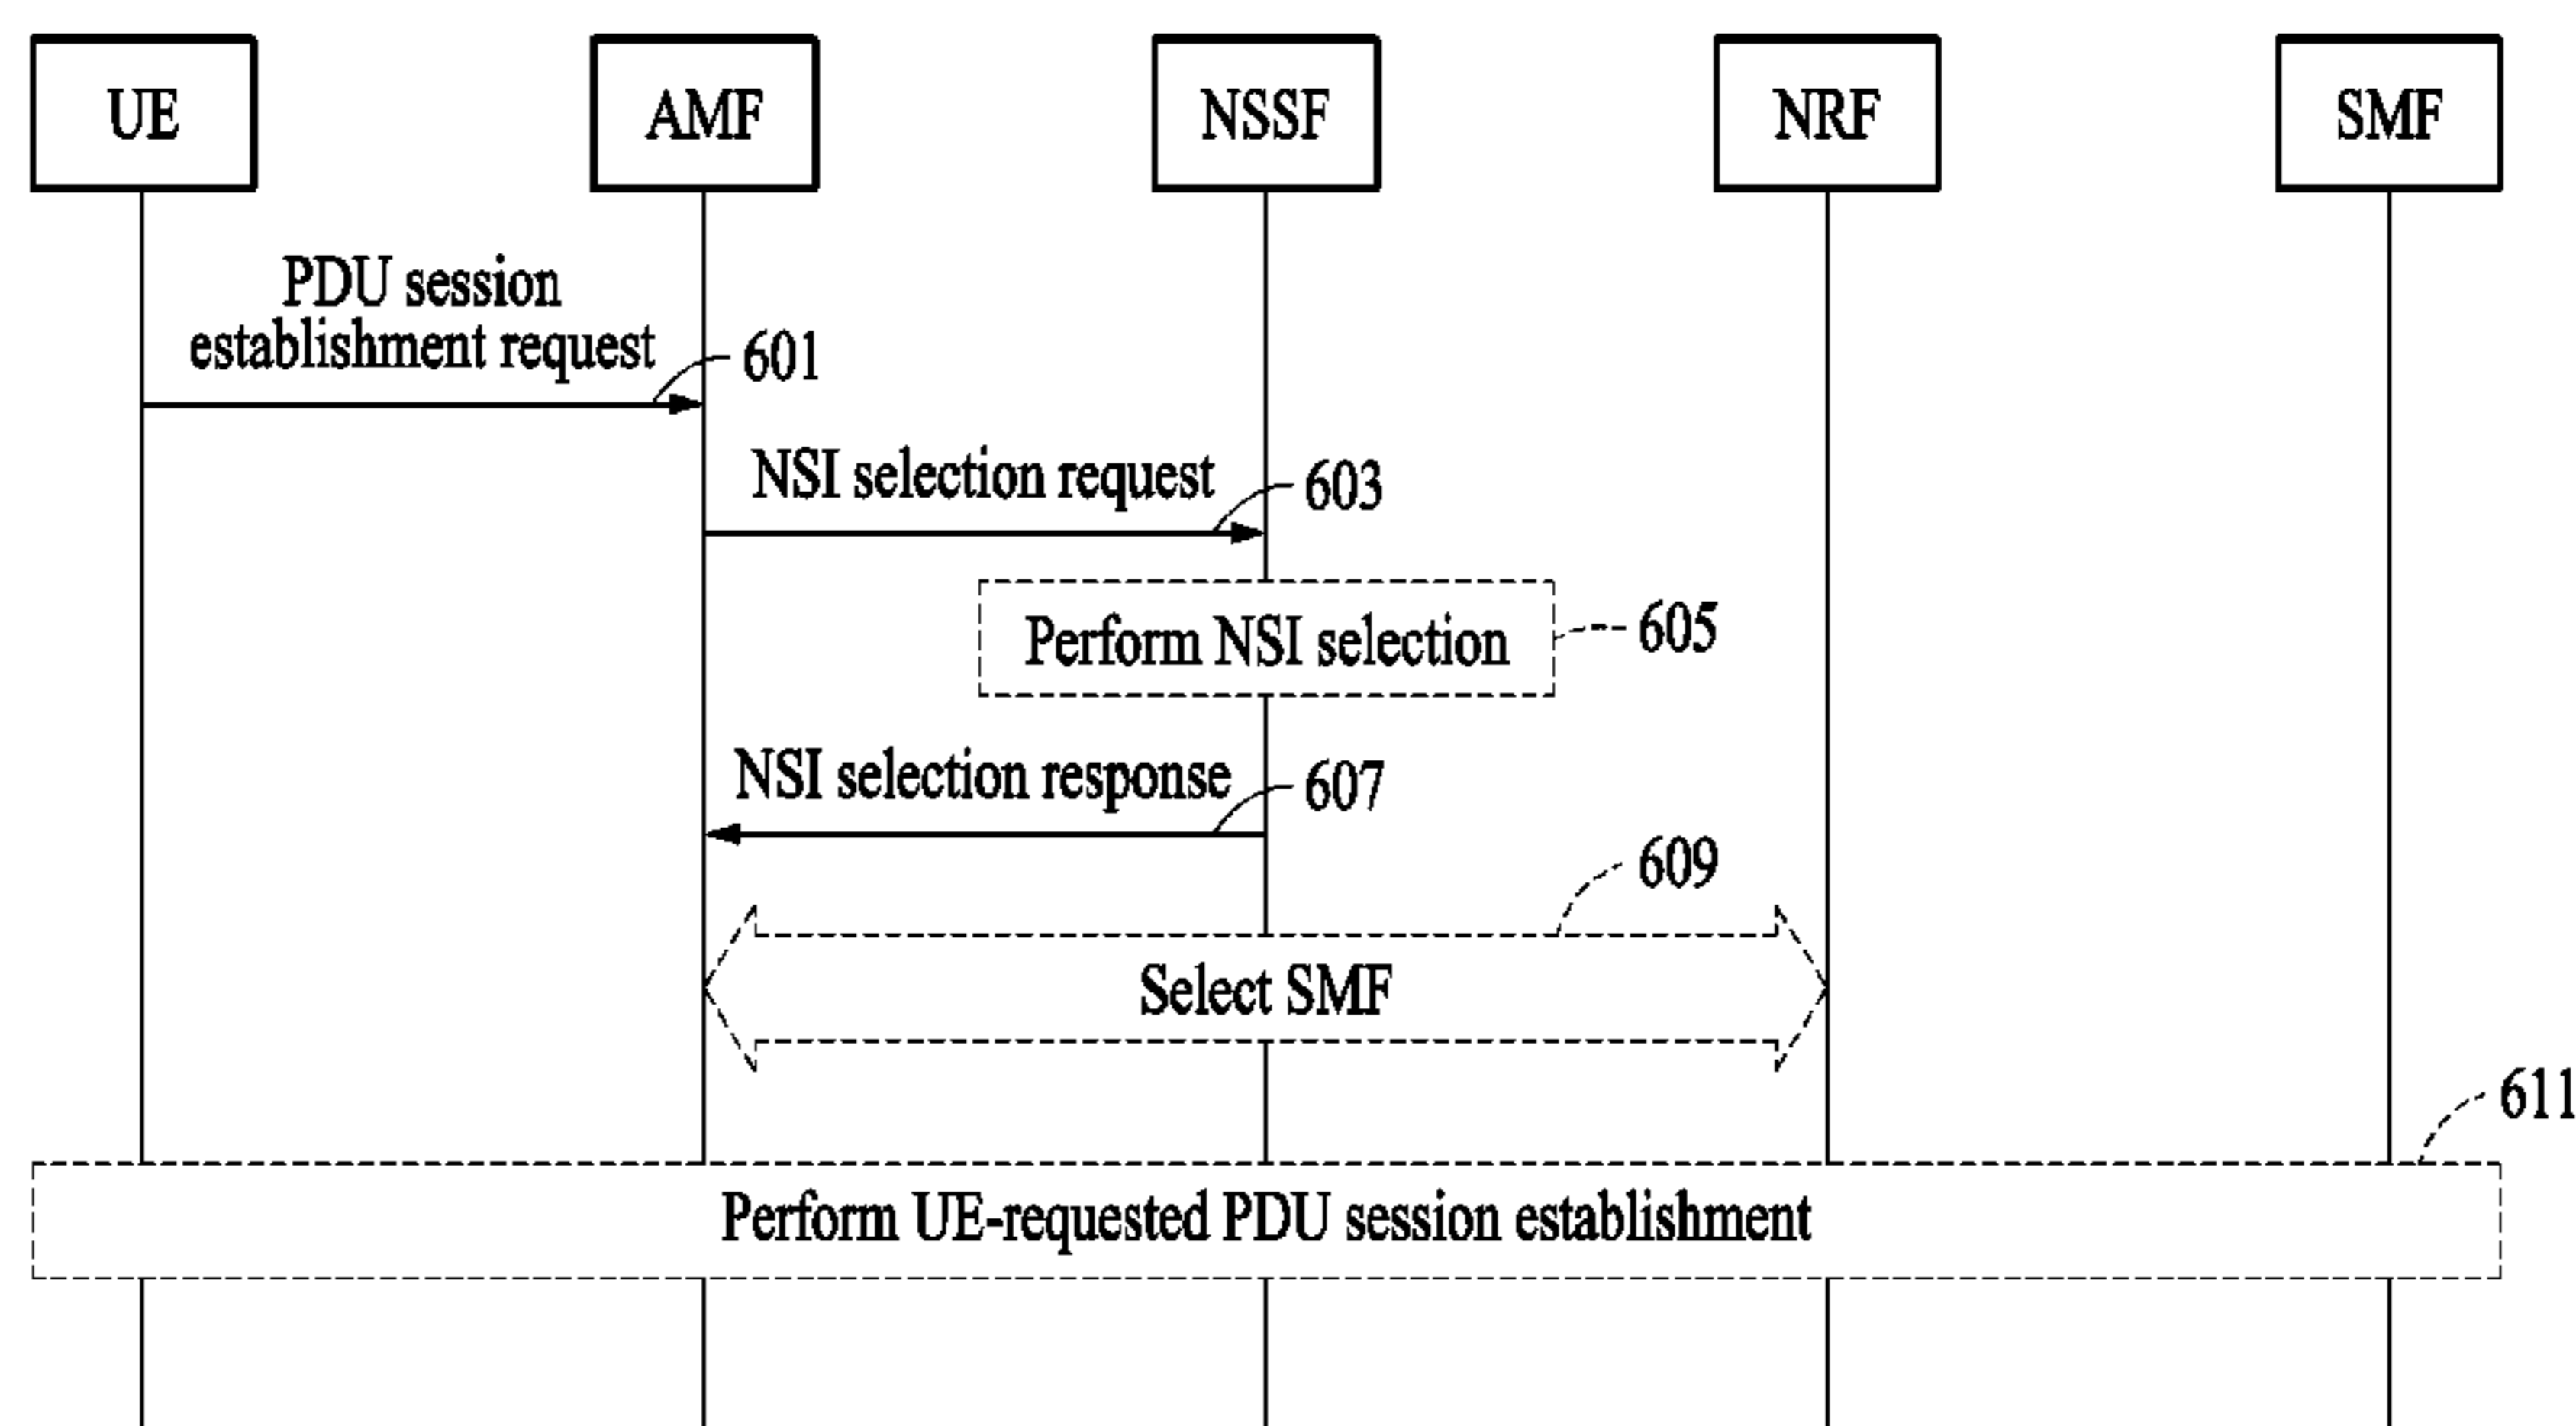 UE
AMF
NSSF
NRF
SMF
PDU session
establishment request
601
NSI selection request
603
Perform NSI selection
605
NSI selection response
607
609
Select SMF
611
Perform UE-requested PDU session establishment